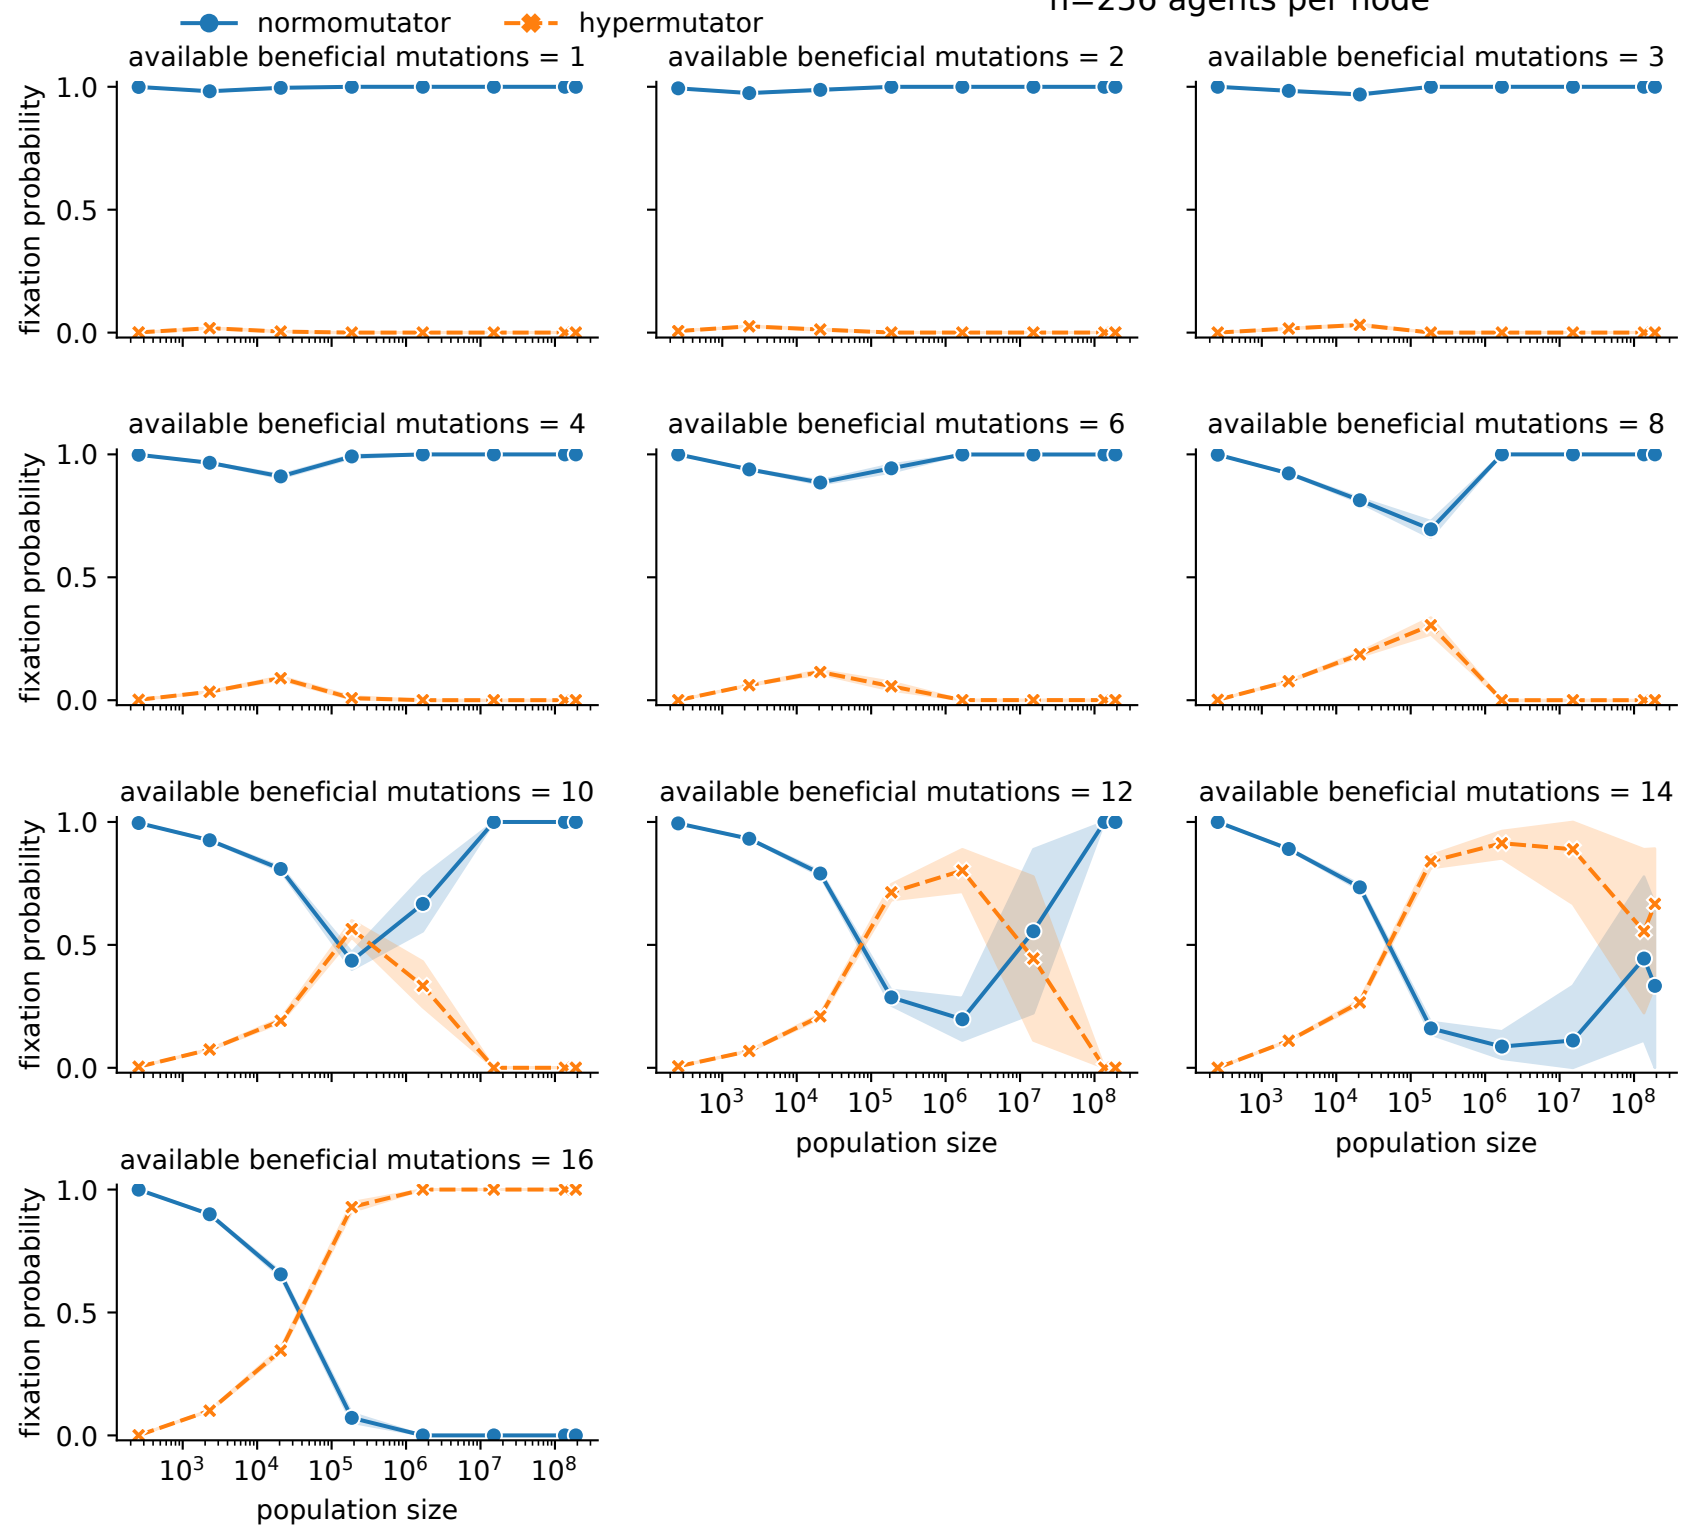 n=256 agents per node
normomutator hypermutator
available beneficial mutations = 1 available beneficial mutations = 2 available beneficial mutations = 3
fixation probability
1.0
0.5
0.0
available beneficial mutations = 4 available beneficial mutations = 6 available beneficial mutations = 8
fixation probability
1.0
0.5
0.0
available beneficial mutations = 10 available beneficial mutations = 12 available beneficial mutations = 14
fixation probability
1.0
0.5
0.0
10³ 10⁴ 10⁵ 10⁶ 10⁷ 10⁸ 10³ 10⁴ 10⁵ 10⁶ 10⁷ 10⁸
population size population size
available beneficial mutations = 16
fixation probability
1.0
0.5
0.0
10³ 10⁴ 10⁵ 10⁶ 10⁷ 10⁸
population size